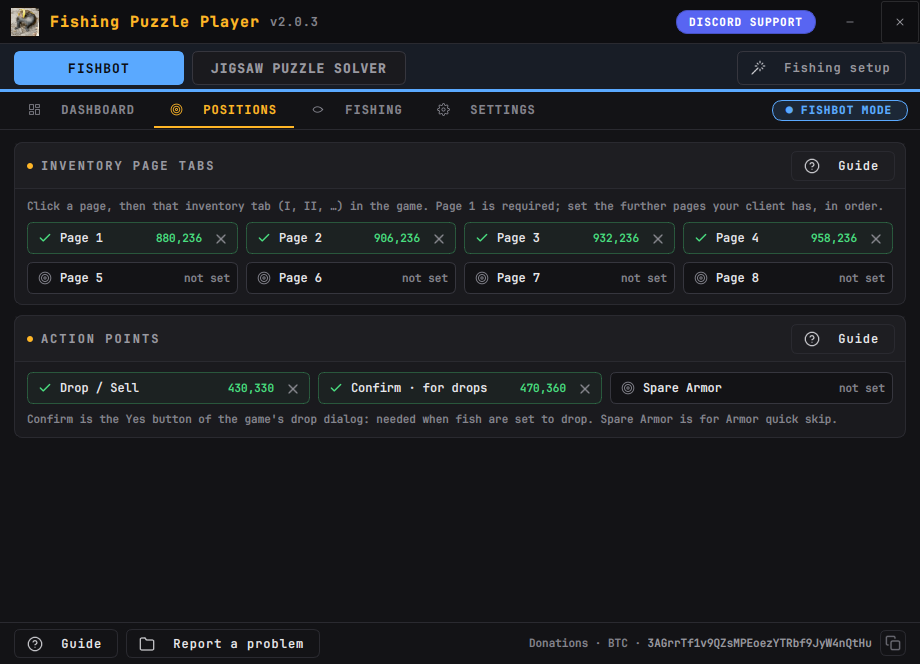 Fishing Puzzle Player v2.0.3 DISCORD SUPPORT
FISHBOT JIGSAW PUZZLE SOLVER Fishing setup
DASHBOARD POSITIONS FISHING SETTINGS FISHBOT MODE
INVENTORY PAGE TABS Guide
Click a page, then that inventory tab (I, II, …) in the game. Page 1 is required; set the further pages your client has, in order.
Page 1 880,236 Page 2 906,236 Page 3 932,236 Page 4 958,236
Page 5 not set Page 6 not set Page 7 not set Page 8 not set
ACTION POINTS Guide
Drop / Sell 430,330 Confirm · for drops 470,360 Spare Armor not set
Confirm is the Yes button of the game's drop dialog: needed when fish are set to drop. Spare Armor is for Armor quick skip.
Guide Report a problem Donations · BTC · 3AGrrTf1v9QZsMPEoezYTRbf9JyW4nQtHu